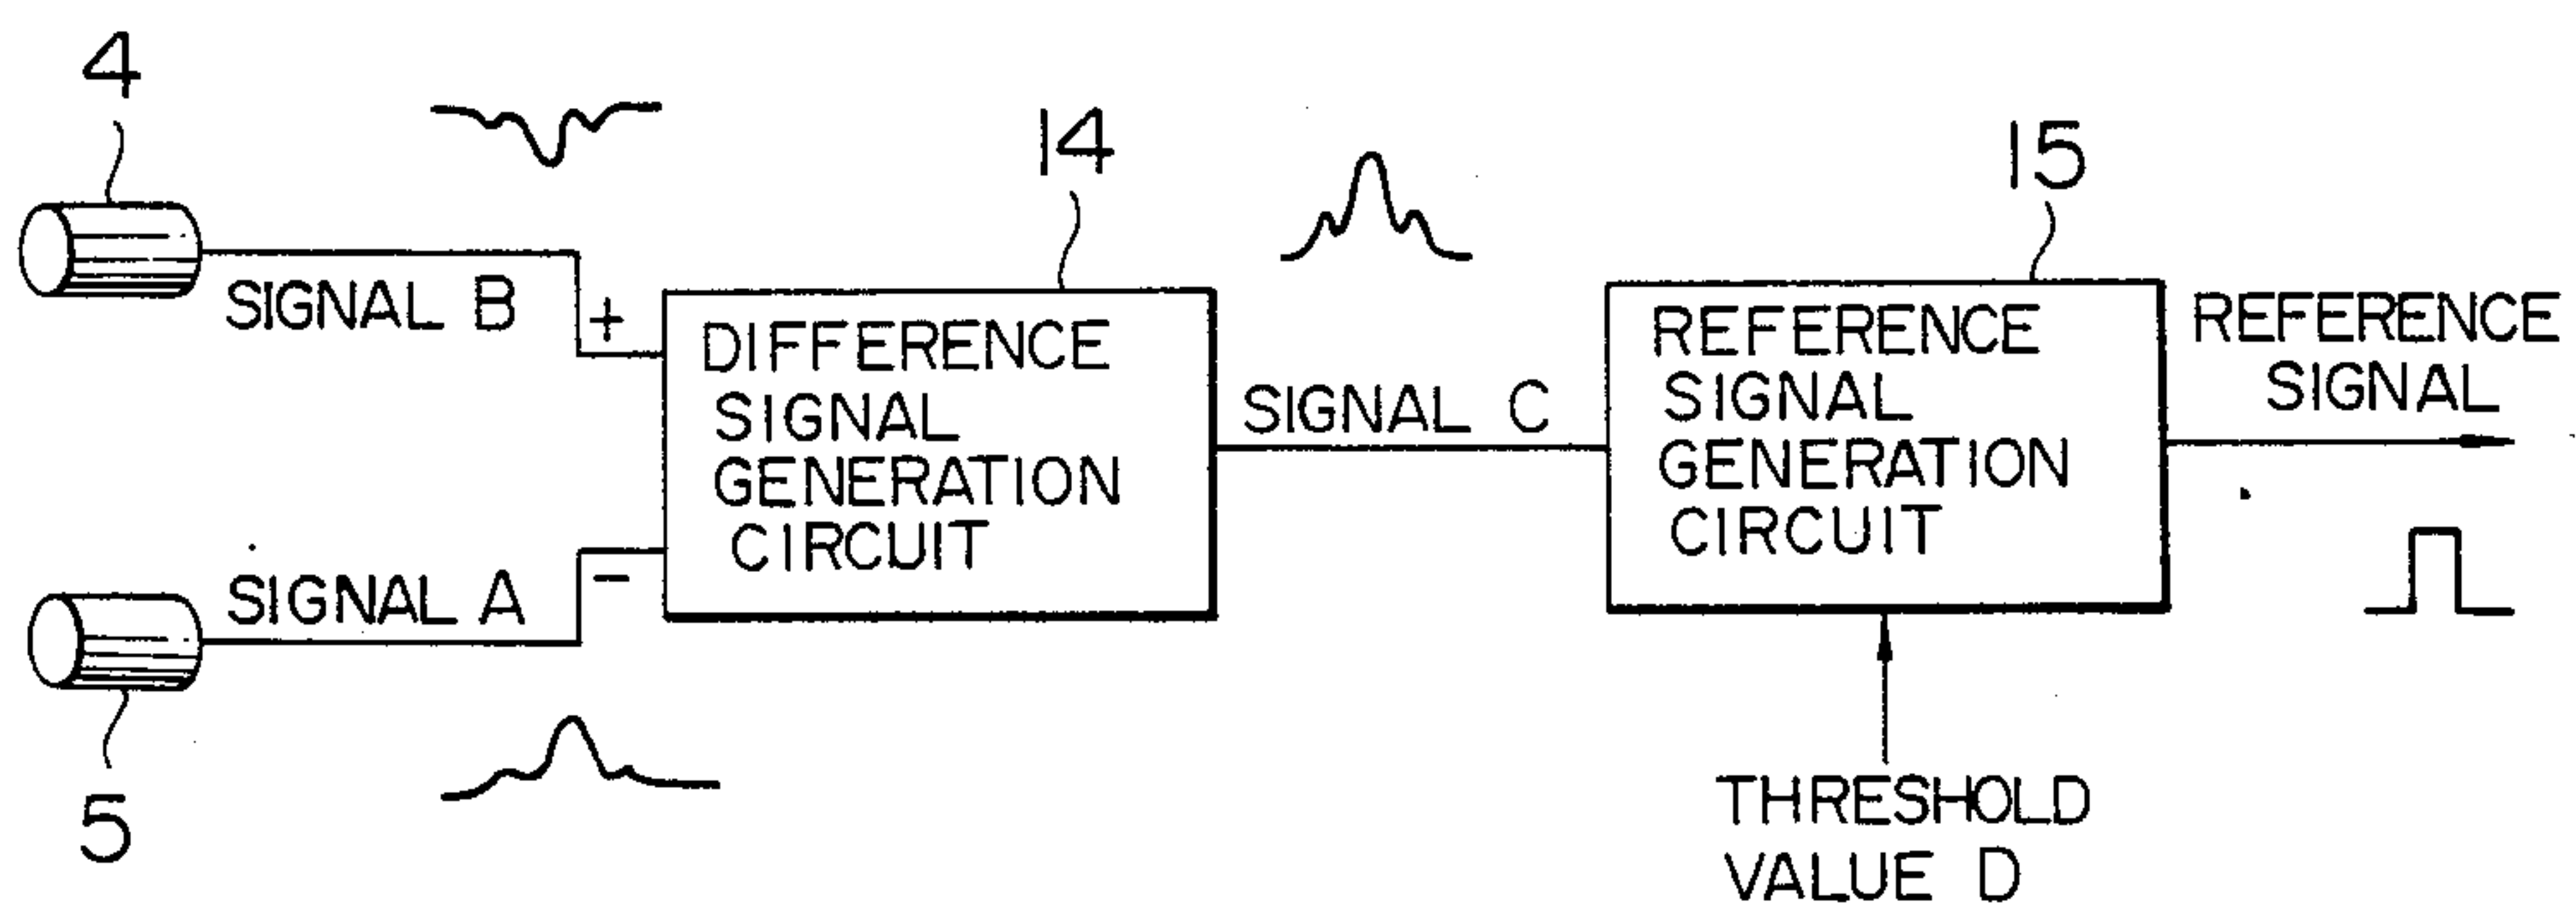 4
14
15
SIGNAL B
+
DIFFERENCE
SIGNAL
GENERATION
CIRCUIT
SIGNAL C
REFERENCE
SIGNAL
GENERATION
CIRCUIT
REFERENCE
SIGNAL
SIGNAL A
−
5
THRESHOLD
VALUE D